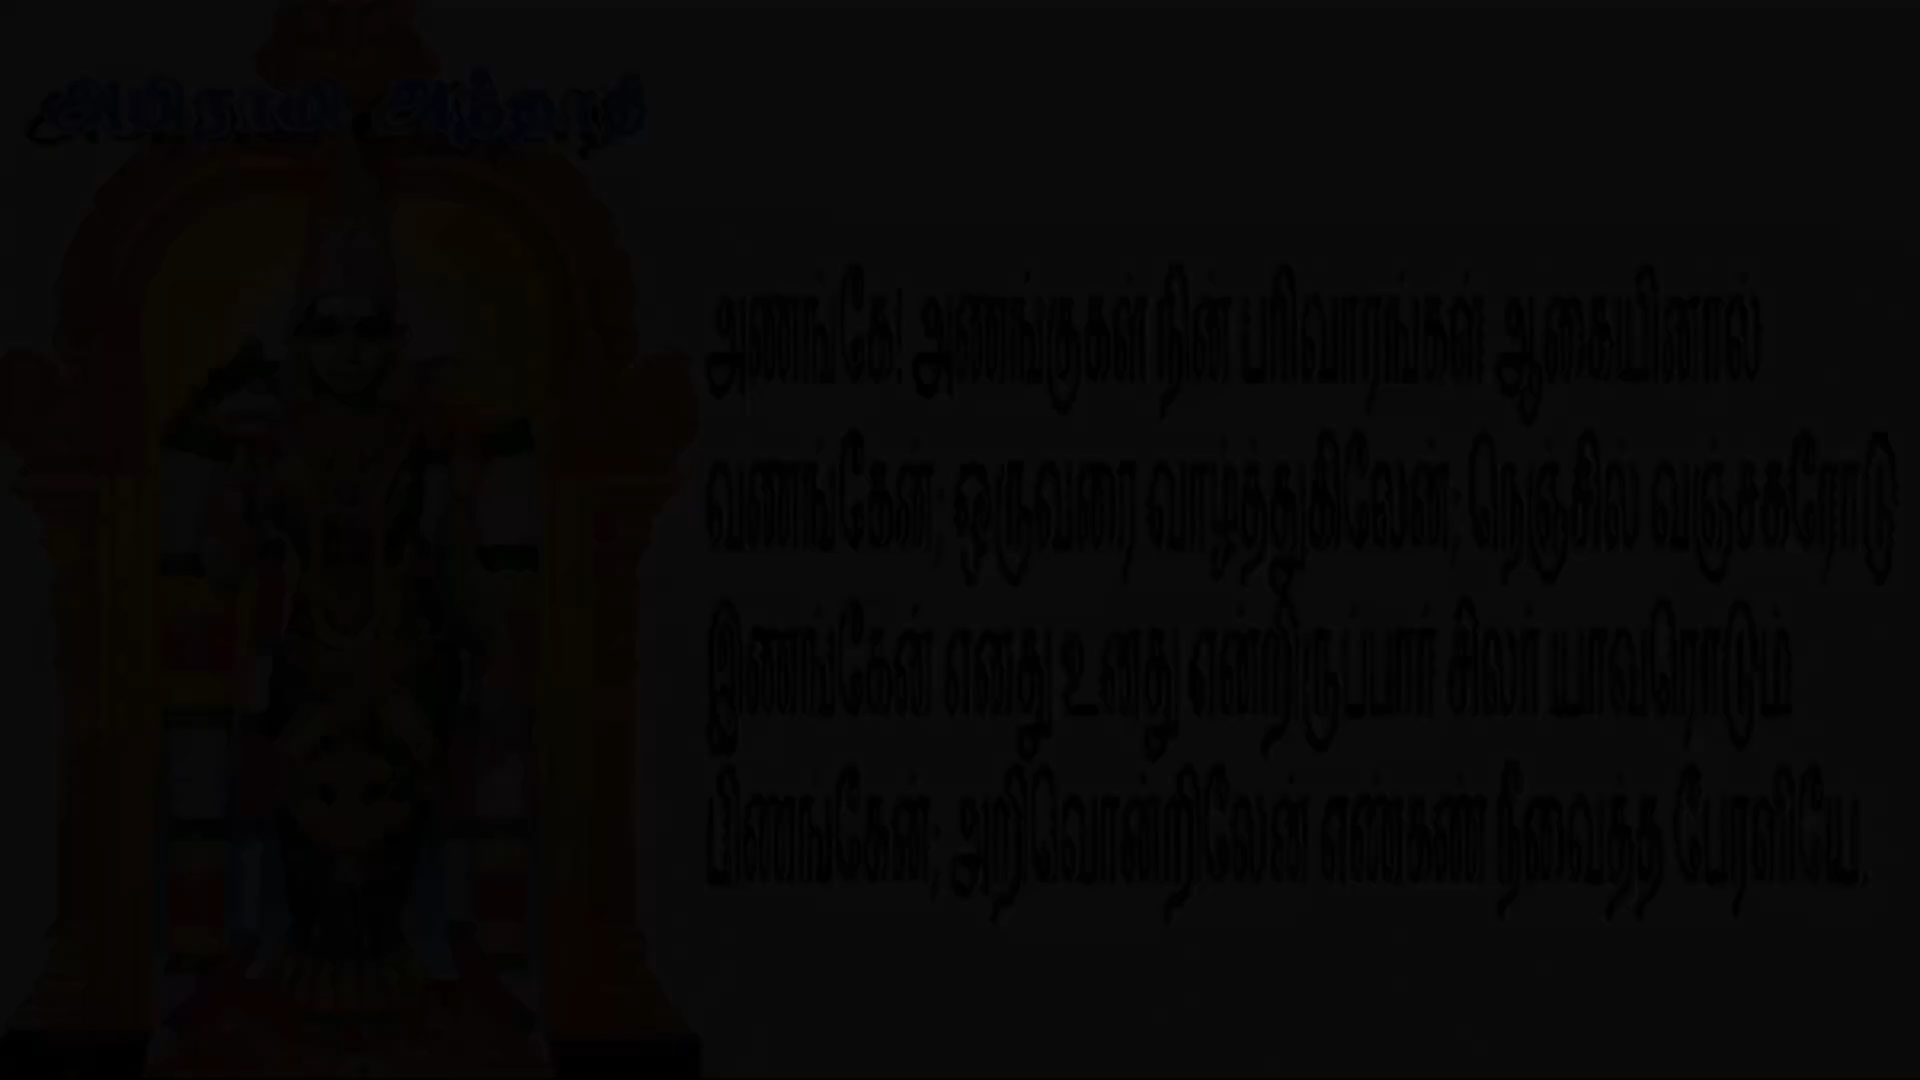 அபிராமி அந்தாதி
அணங்கே! அணங்குகள் நின் பரிவாரங்கள் ஆகையினால்
வணங்கேன்; ஒருவரை வாழ்த்துகிலேன்; நெஞ்சில் வஞ்சகரோடு
இணங்கேன் எனது உனது என்றிருப்பார் சிலர் யாவரொடும்
பிணங்கேன்; அறிவொன்றிலேன் எண்கண் நீவைத்த பேரளியே.